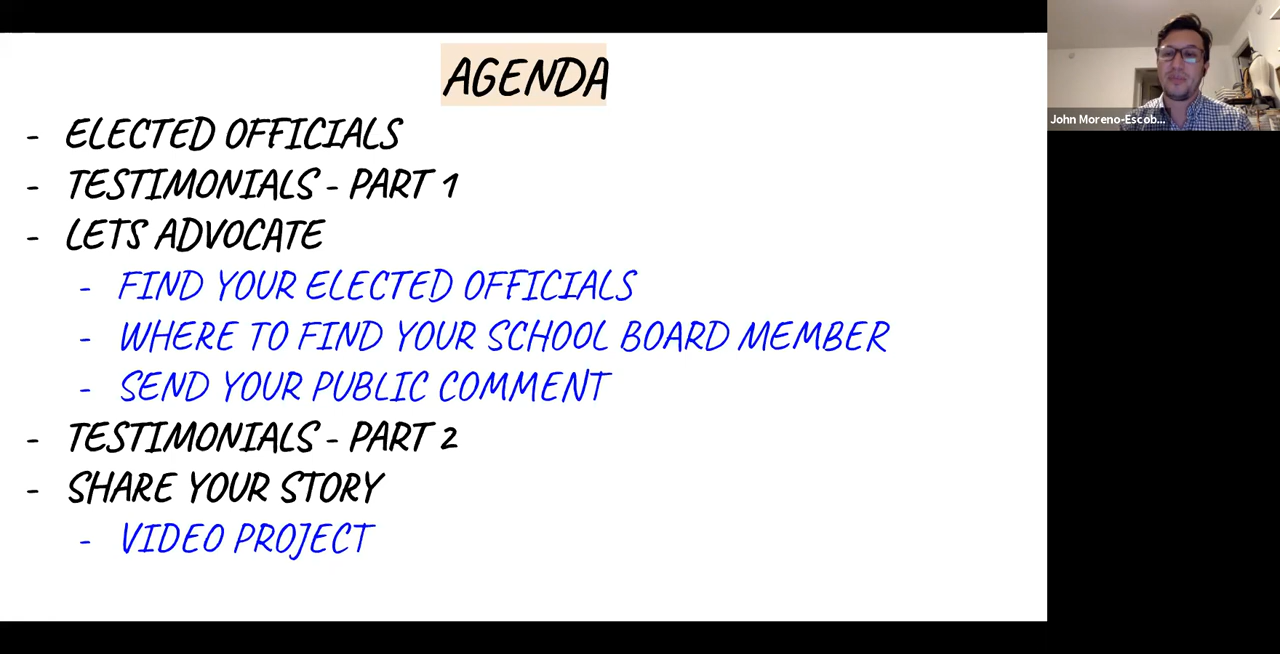 AGENDA
- ELECTED OFFICIALS
- TESTIMONIALS - PART 1
- LETS ADVOCATE
- FIND YOUR ELECTED OFFICIALS
- WHERE TO FIND YOUR SCHOOL BOARD MEMBER
- SEND YOUR PUBLIC COMMENT
- TESTIMONIALS - PART 2
- SHARE YOUR STORY
- VIDEO PROJECT
John Moreno-Escob...